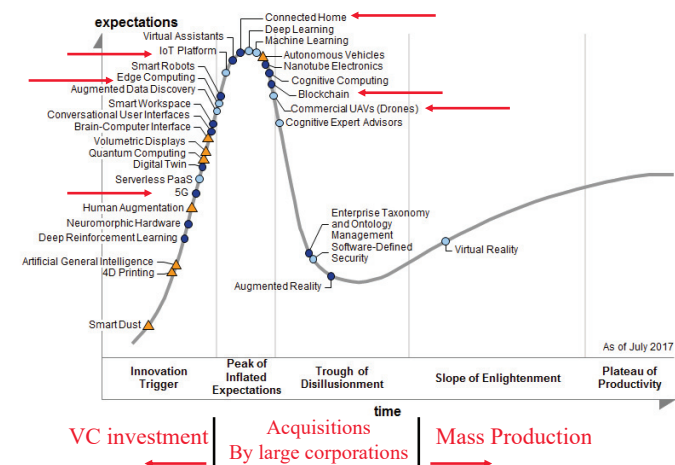 expectations
Connected Home
Deep Learning
Virtual Assistants
Machine Learning
IoT Platform
Autonomous Vehicles
Nanotube Electronics
Smart Robots
Edge Computing
Cognitive Computing
Augmented Data Discovery
Blockchain
Smart Workspace
Commercial UAVs (Drones)
Conversational User Interfaces
Cognitive Expert Advisors
Brain-Computer Interface
Volumetric Displays
Quantum Computing
Digital Twin
Serverless PaaS
5G
Human Augmentation
Neuromorphic Hardware
Deep Reinforcement Learning
Artificial General Intelligence
4D Printing
Smart Dust
Enterprise Taxonomy
and Ontology
Management
Software-Defined
Security
Augmented Reality
Virtual Reality
As of July 2017
Innovation
Trigger
Peak of
Inflated
Expectations
Trough of
Disillusionment
Slope of Enlightenment
Plateau of
Productivity
time
VC investment
Acquisitions
By large corporations
Mass Production